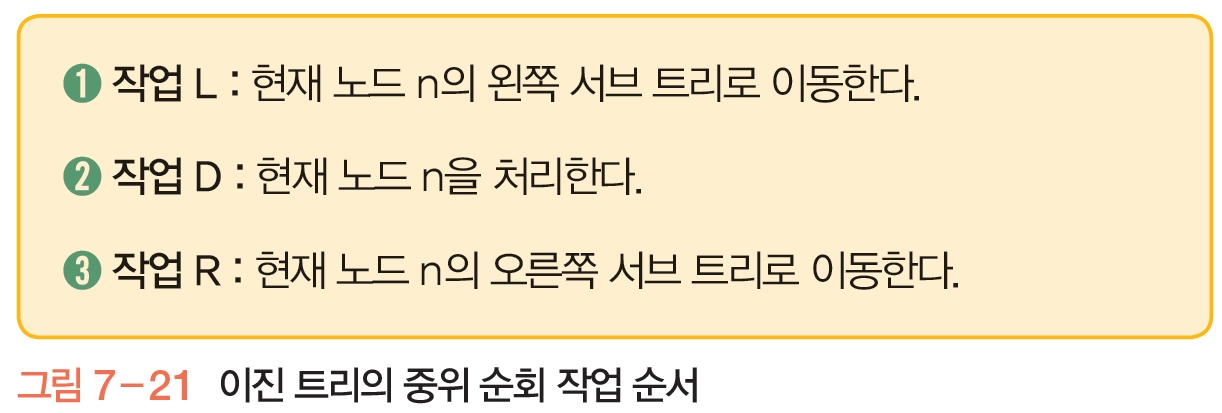 ❶ 작업 L : 현재 노드 n의 왼쪽 서브 트리로 이동한다.
❷ 작업 D : 현재 노드 n을 처리한다.
❸ 작업 R : 현재 노드 n의 오른쪽 서브 트리로 이동한다.
그림 7-21 이진 트리의 중위 순회 작업 순서